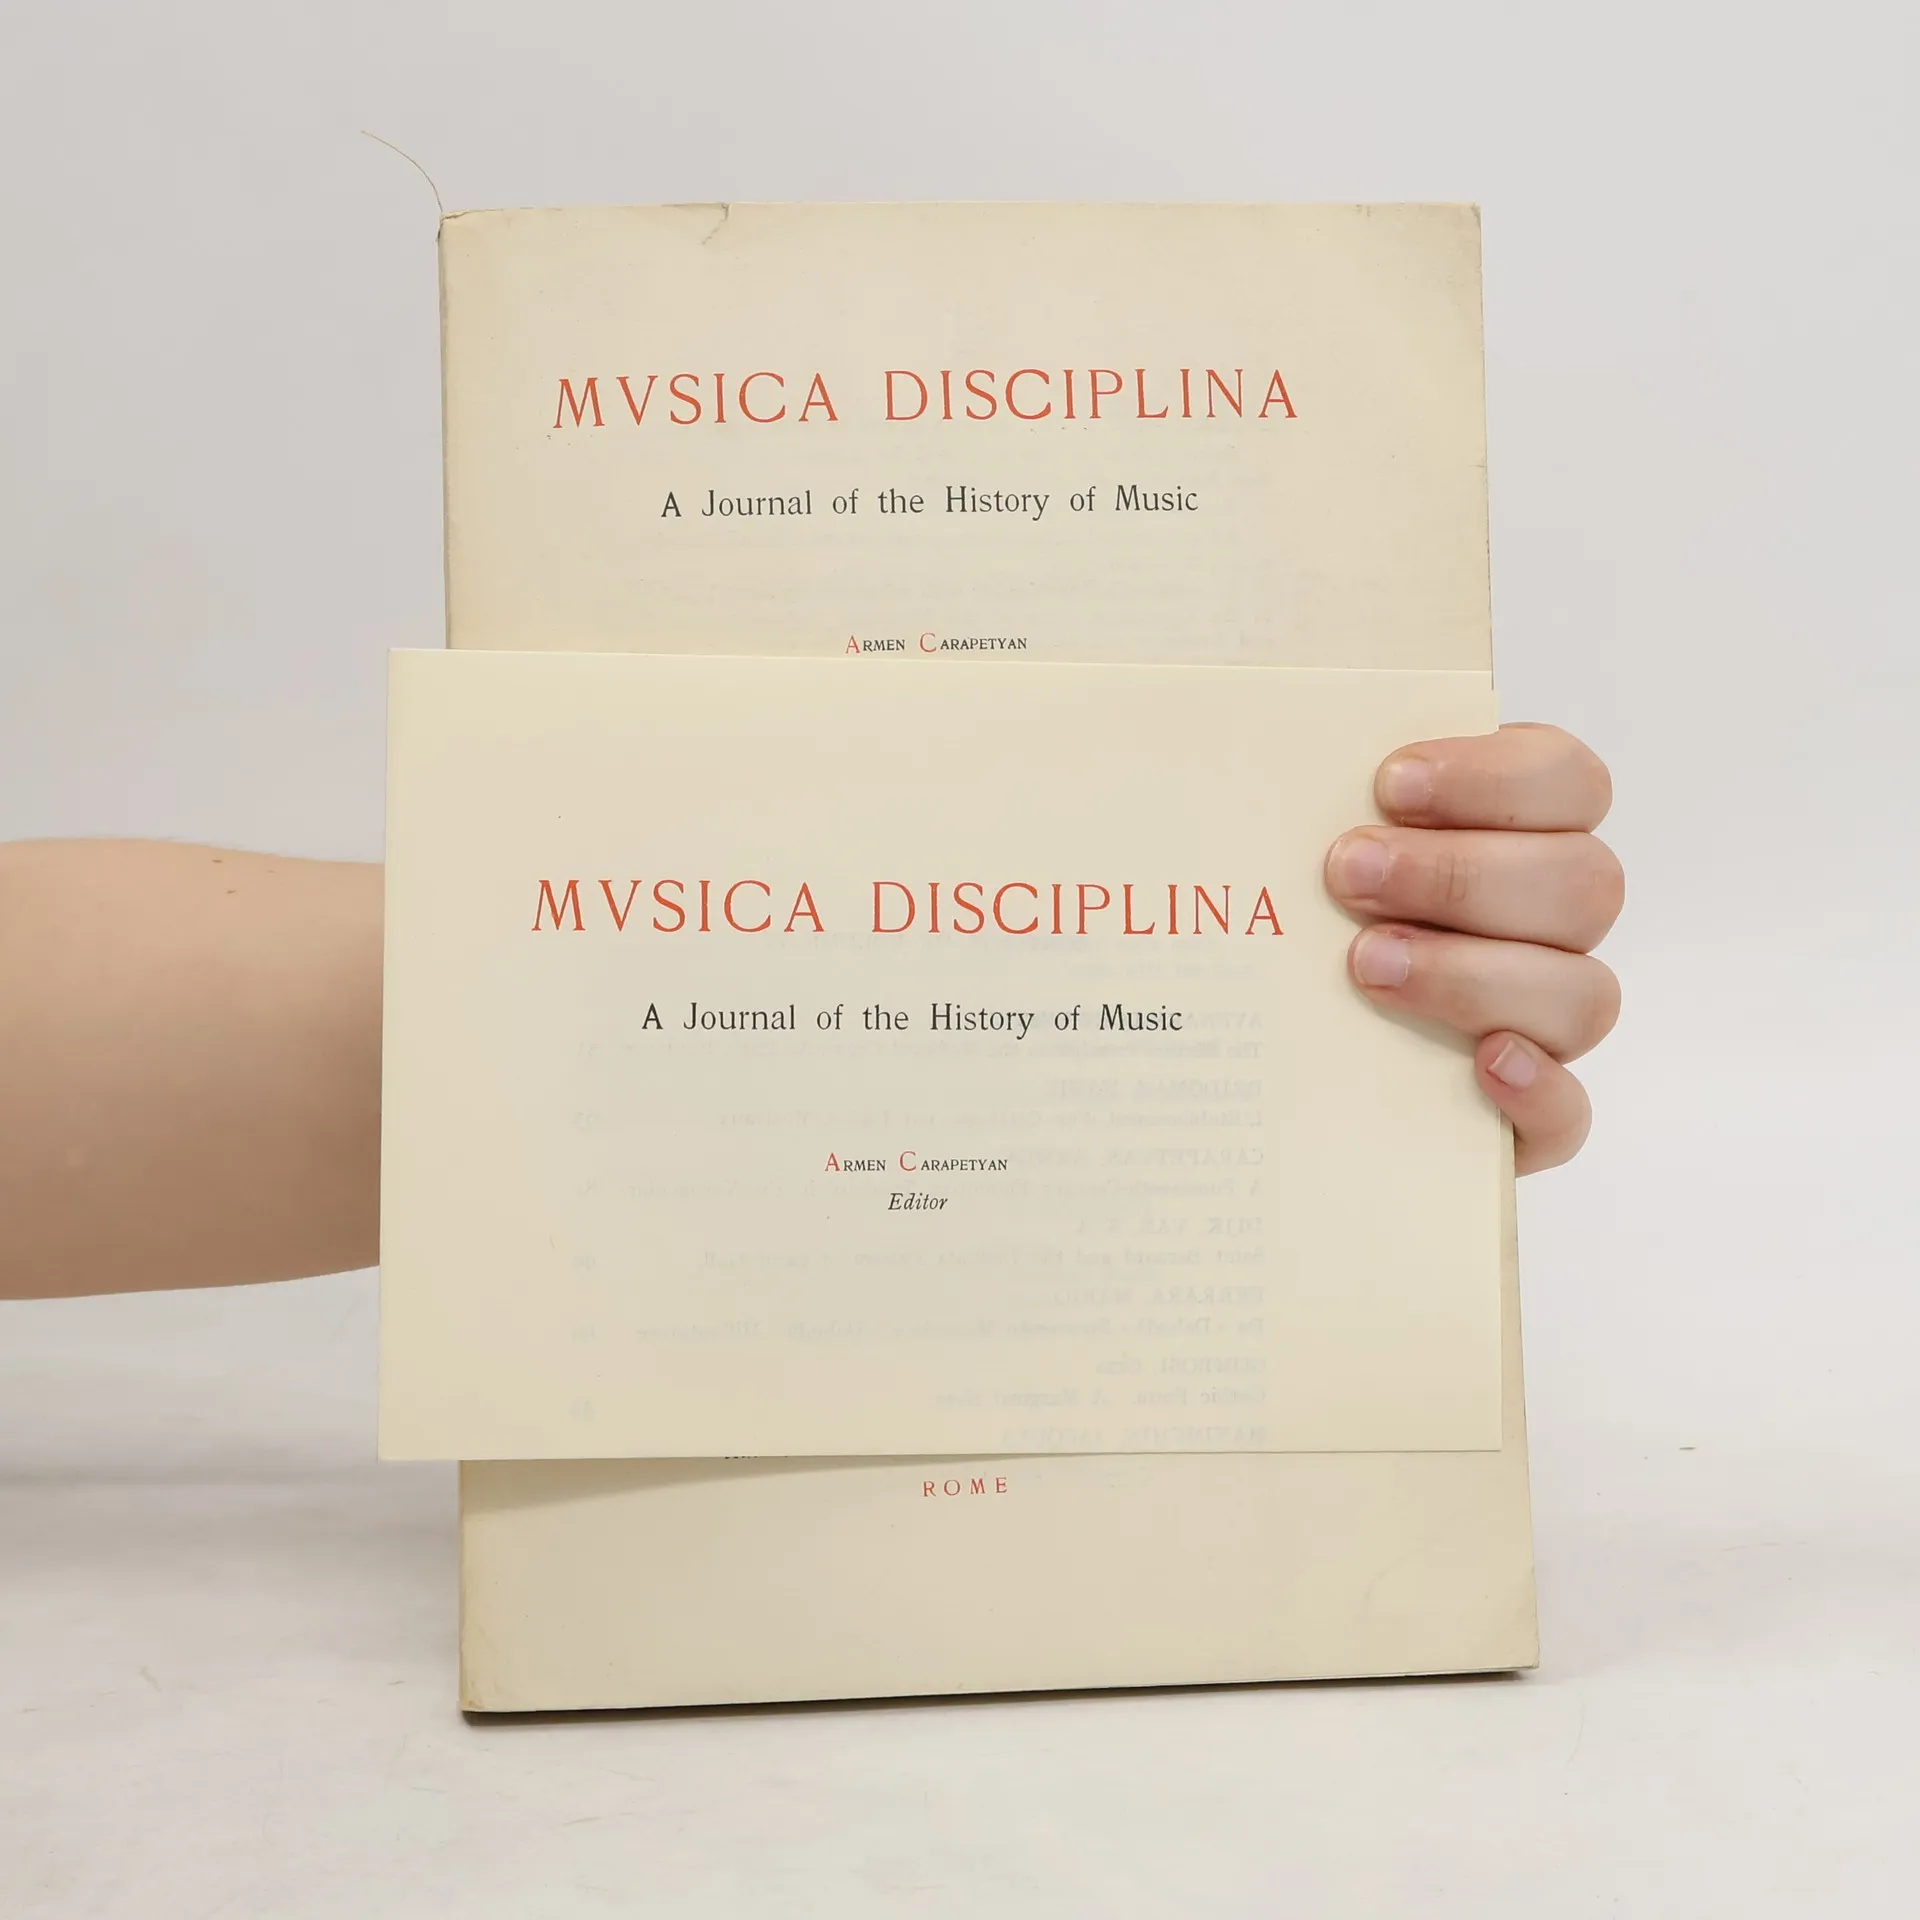 MVSICA DISCIPLINA
A Journal of the History of Music
ARMEN CARAPETYAN
MVSICA DISCIPLINA
A Journal of the History of Music
ARMEN CARAPETYAN
Editor
ROME